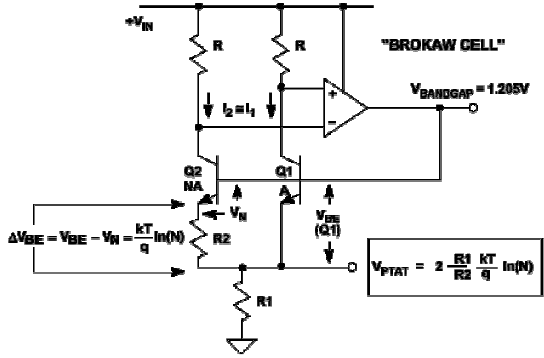 +VIN
R
R
"BROKAW CELL"
I2 ≅ I1
+
−
VBANDGAP = 1.205V
Q2
NA
Q1
A
VN
VBE
(Q1)
ΔVBE = VBE − VN = kT/q ln(N)
R2
R1
VPTAT = 2 R1/R2 kT/q ln(N)